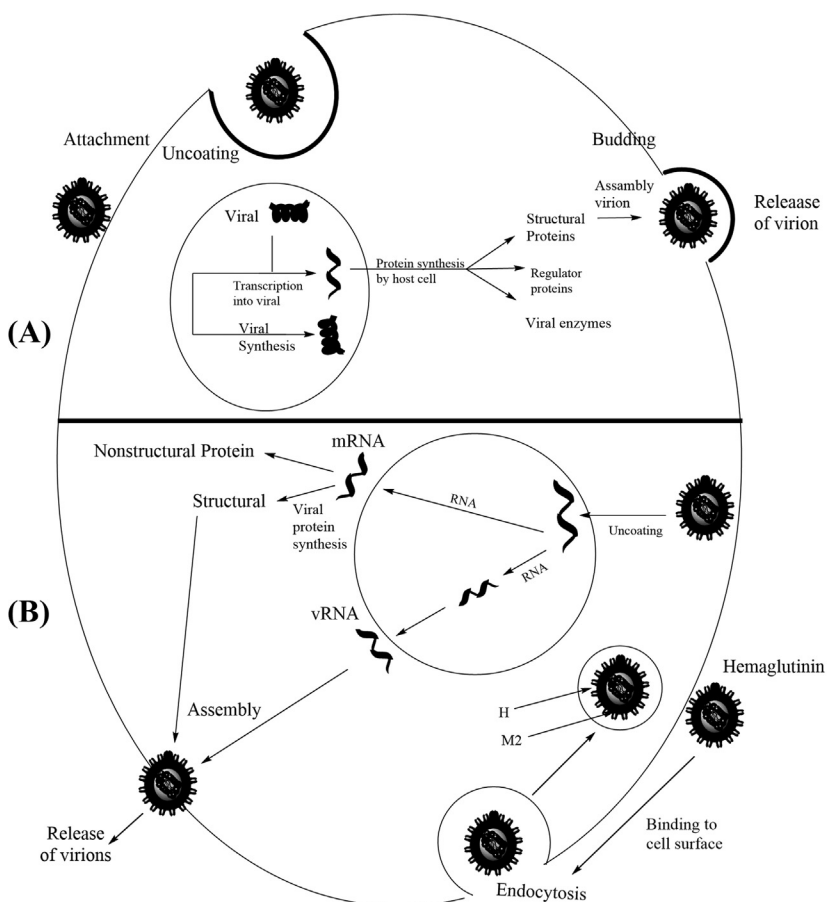 Attachment
Uncoating
Budding
Viral
Transcription
into viral
Viral
Synthesis
Protein synthesis
by host cell
Structural
Proteins
Regulator
proteins
Viral enzymes
Assambly
virion
Releaase
of virion
(A)
Nonstructural Protein
mRNA
Structural
Viral
protein
synthesis
RNA
RNA
Uncoating
(B)
vRNA
Assembly
Hemaglutinin
H
M2
Release
of virions
Binding to
cell surface
Endocytosis